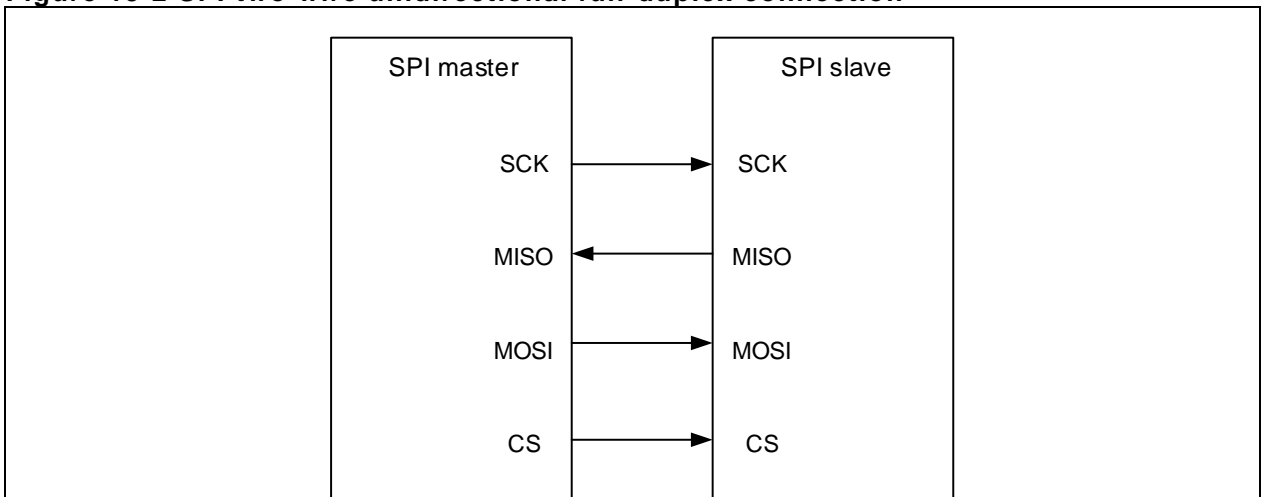 SPI master SPI slave
SCK SCK
MISO MISO
MOSI MOSI
CS CS